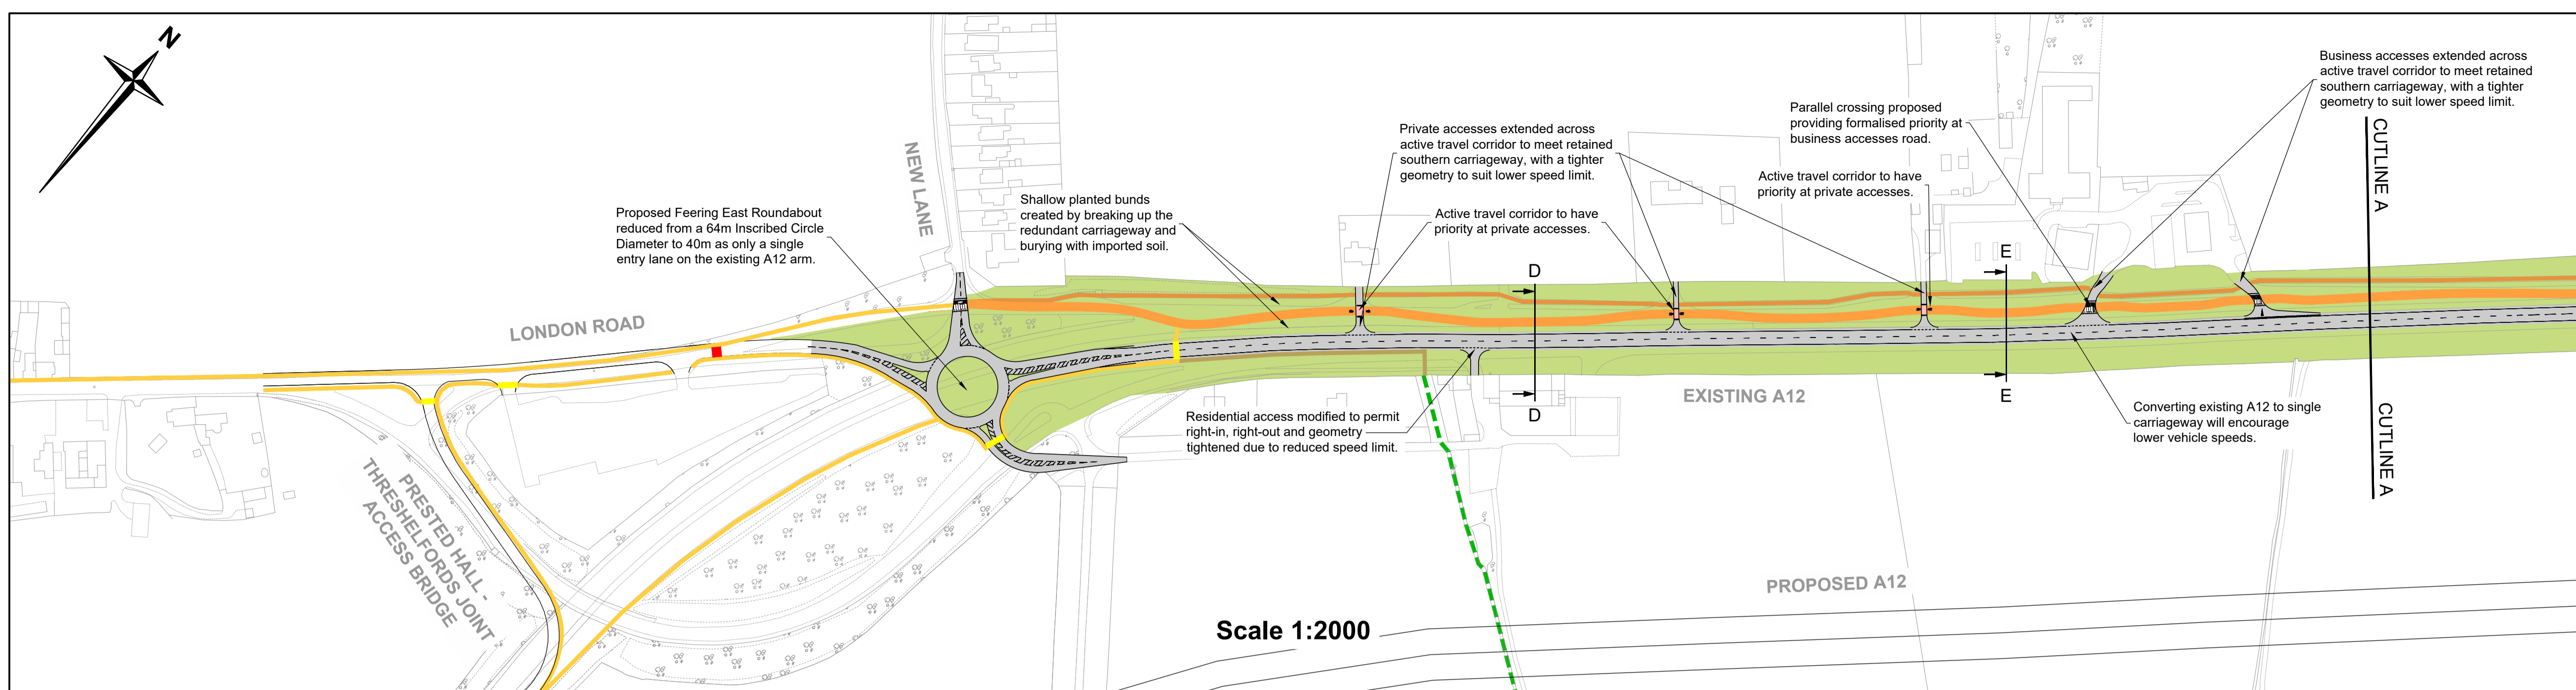 N
LONDON ROAD
NEW LANE
PRESTED HALL -
THRESHELFORDS JOINT
ACCESS BRIDGE
Proposed Feering East Roundabout
reduced from a 64m Inscribed Circle
Diameter to 40m as only a single
entry lane on the existing A12 arm.
Shallow planted bunds
created by breaking up the
redundant carriageway and
burying with imported soil.
Private accesses extended across
active travel corridor to meet retained
southern carriageway, with a tighter
geometry to suit lower speed limit.
Active travel corridor to have
priority at private accesses.
Residential access modified to permit
right-in, right-out and geometry
tightened due to reduced speed limit.
D
D
EXISTING A12
PROPOSED A12
Scale 1:2000
Parallel crossing proposed
providing formalised priority at
business accesses road.
Active travel corridor to have
priority at private accesses.
E
E
Business accesses extended across
active travel corridor to meet retained
southern carriageway, with a tighter
geometry to suit lower speed limit.
Converting existing A12 to single
carriageway will encourage
lower vehicle speeds.
CUTLINE A
CUTLINE A